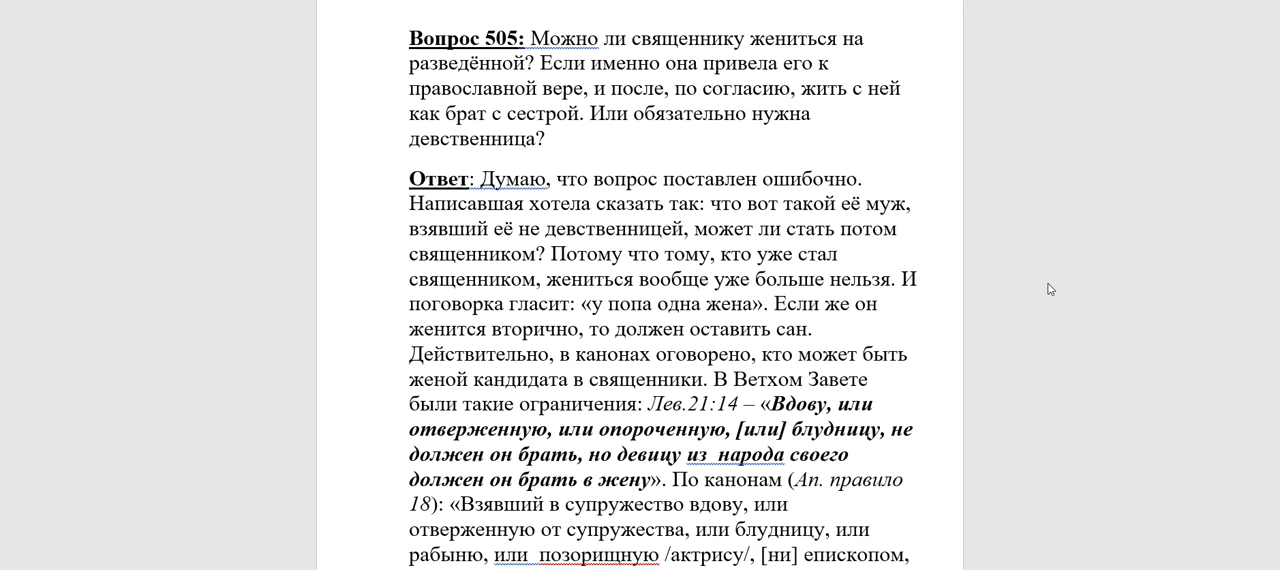 Вопрос 505: Можно ли священнику жениться на
разведённой? Если именно она привела его к
православной вере, и после, по согласию, жить с ней
как брат с сестрой. Или обязательно нужна
девственница?
Ответ: Думаю, что вопрос поставлен ошибочно.
Написавшая хотела сказать так: что вот такой её муж,
взявший её не девственницей, может ли стать потом
священником? Потому что тому, кто уже стал
священником, жениться вообще уже больше нельзя. И
поговорка гласит: «у попа одна жена». Если же он
женится вторично, то должен оставить сан.
Действительно, в канонах оговорено, кто может быть
женой кандидата в священники. В Ветхом Завете
были такие ограничения: Лев.21:14 – «Вдову, или
отверженную, или опороченную, [или] блудницу, не
должен он брать, но девицу из  народа своего
должен он брать в жену». По канонам (Ап. правило
18): «Взявший в супружество вдову, или
отверженную от супружества, или блудницу, или
рабыню, или  позорищную /актрису/, [ни] епископом,